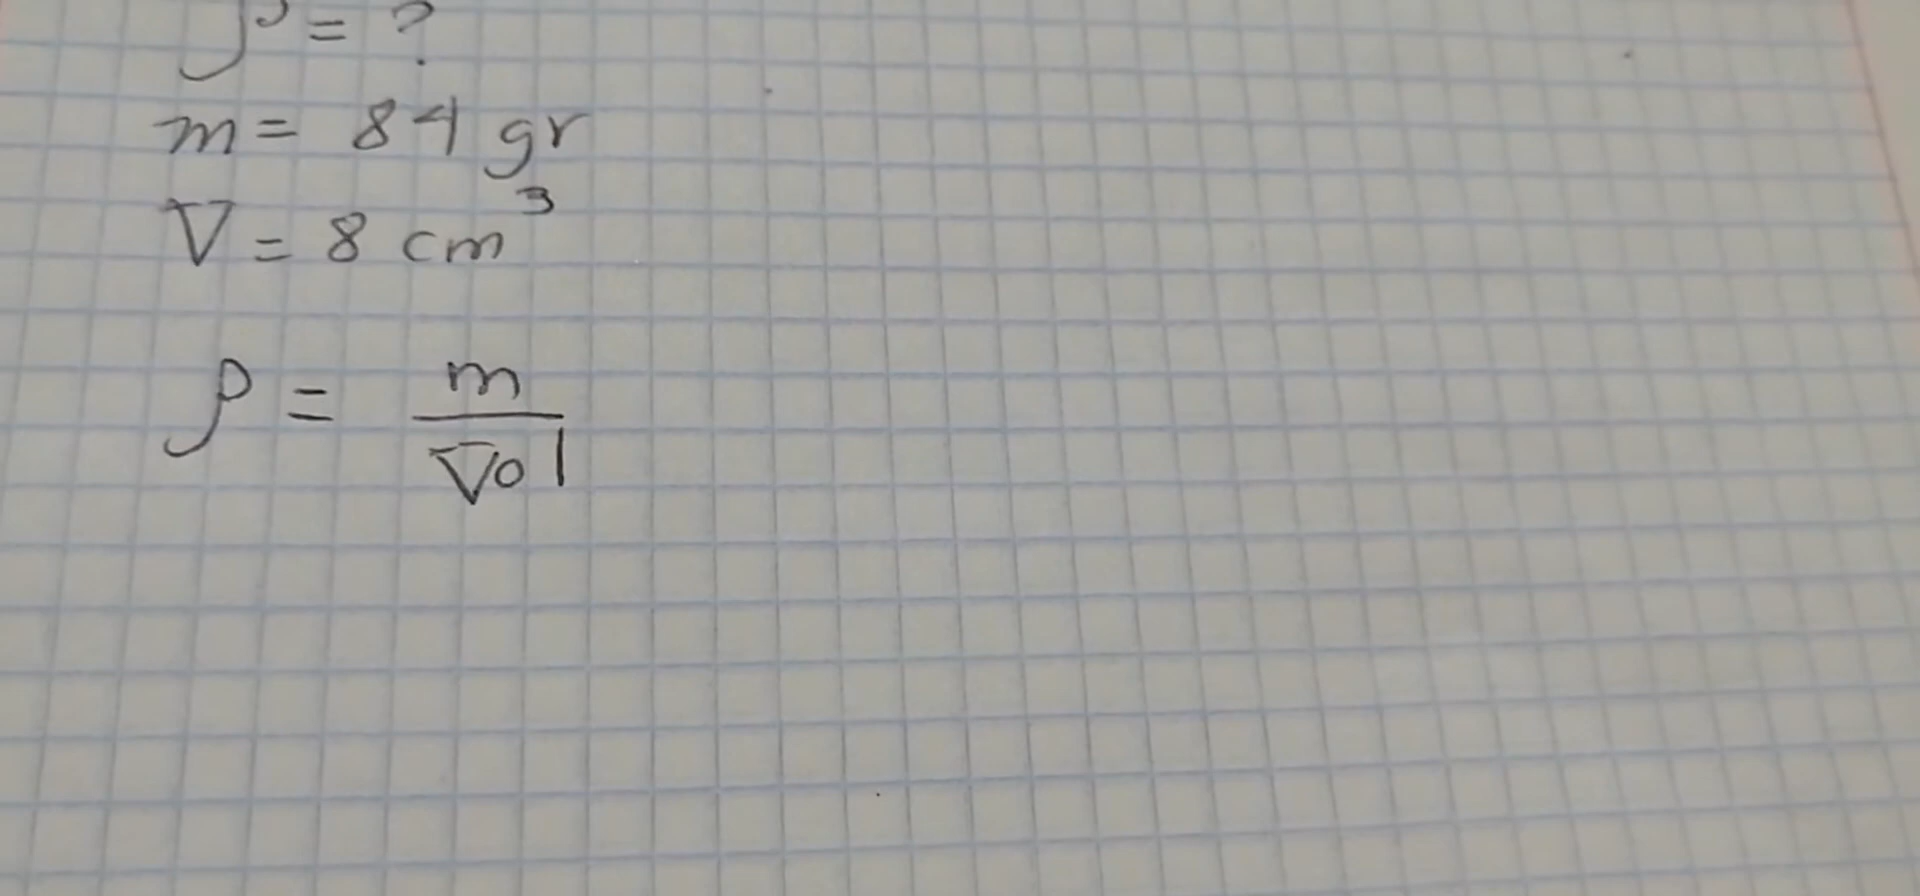 ρ = ?
m = 84 gr
V = 8 cm³
ρ = m / Vol